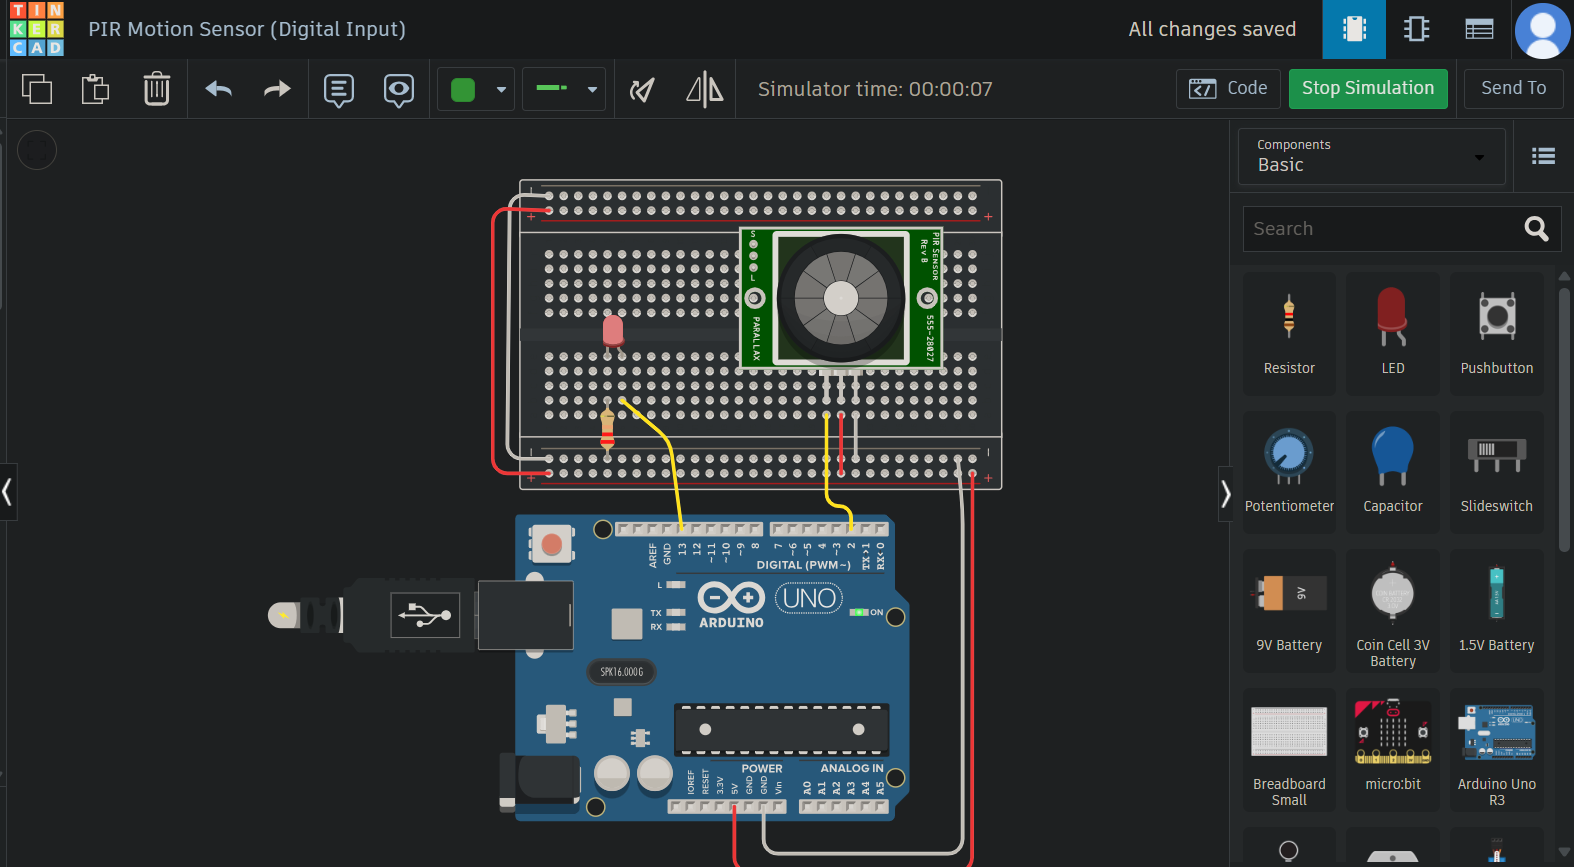 TIN
KER
CAD
PIR Motion Sensor (Digital Input)
All changes saved
Simulator time: 00:00:07
Code
Stop Simulation
Send To
Components
Basic
Search
Resistor
LED
Pushbutton
Potentiometer
Capacitor
Slideswitch
9V
9V Battery
Coin Cell 3V
Battery
1.5V Battery
Breadboard
Small
micro:bit
Arduino Uno
R3
S
L
PIR SENSOR
REV B
PARALLAX
555-28027
AREF
GND
13
12
~11
~10
~9
8
7
~6
~5
4
~3
2
TX>1
RX<0
DIGITAL (PWM~)
L
TX
RX
ARDUINO
UNO
ON
SPK16.000G
POWER
ANALOG IN
IOREF
RESET
3.3V
5V
GND
GND
Vin
A0
A1
A2
A3
A4
A5